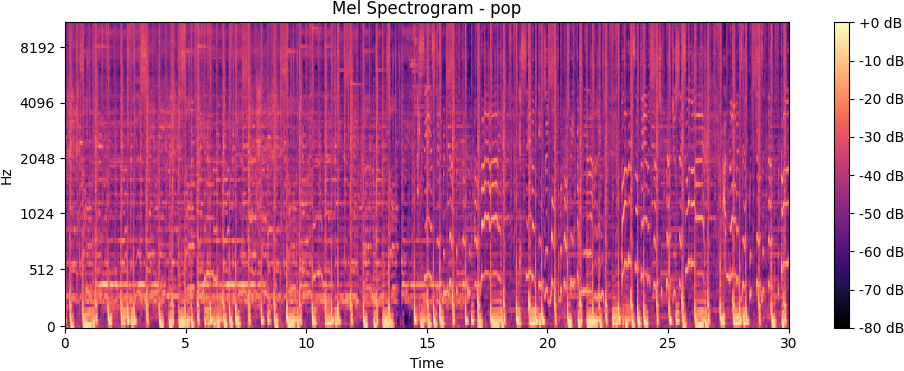 Mel Spectrogram - pop
8192
4096
2048
1024
512
0
Hz
0 5 10 15 20 25 30
Time
+0 dB
-10 dB
-20 dB
-30 dB
-40 dB
-50 dB
-60 dB
-70 dB
-80 dB